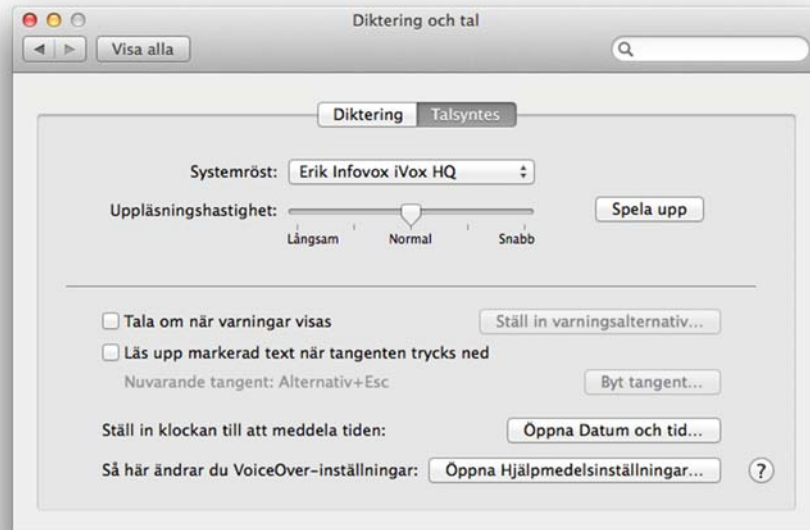 Diktering och tal
Visa alla
Diktering Talsyntes
Systemröst: Erik Infovox iVox HQ
Uppläsningshastighet: Spela upp
Långsam Normal Snabb
Tala om när varningar visas Ställ in varningsalternativ...
Läs upp markerad text när tangenten trycks ned
Nuvarande tangent: Alternativ+Esc Byt tangent...
Ställ in klockan till att meddela tiden: Öppna Datum och tid...
Så här ändrar du VoiceOver-inställningar: Öppna Hjälpmedelsinställningar... ?